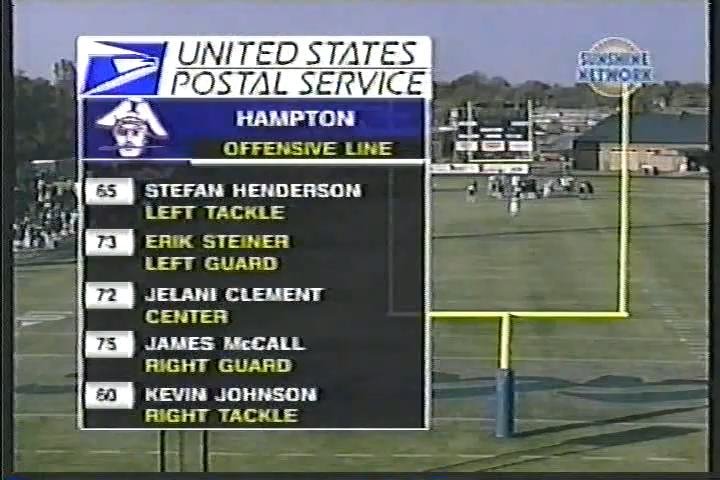 UNITED STATES
POSTAL SERVICE
SUNSHINE
NETWORK
HAMPTON
OFFENSIVE LINE
65 STEFAN HENDERSON
LEFT TACKLE
73 ERIK STEINER
LEFT GUARD
72 JELANI CLEMENT
CENTER
75 JAMES McCALL
RIGHT GUARD
60 KEVIN JOHNSON
RIGHT TACKLE